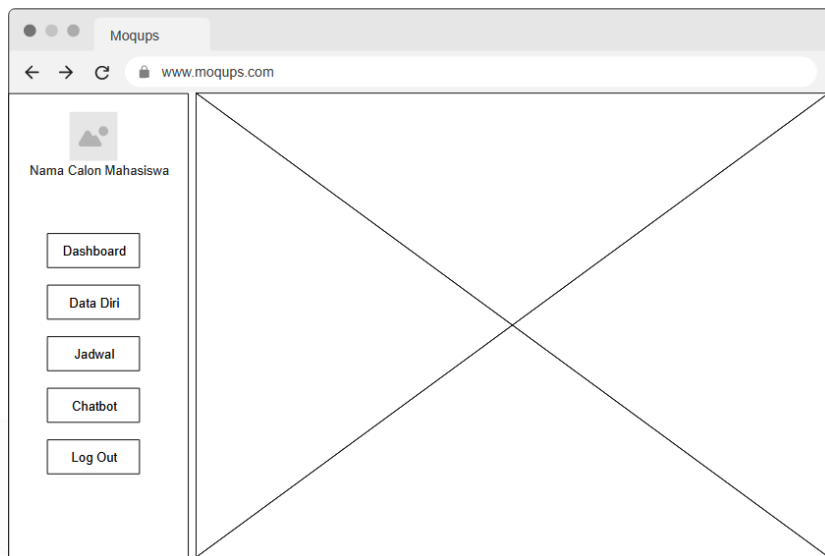 Moqups
www.moqups.com
Nama Calon Mahasiswa
Dashboard
Data Diri
Jadwal
Chatbot
Log Out